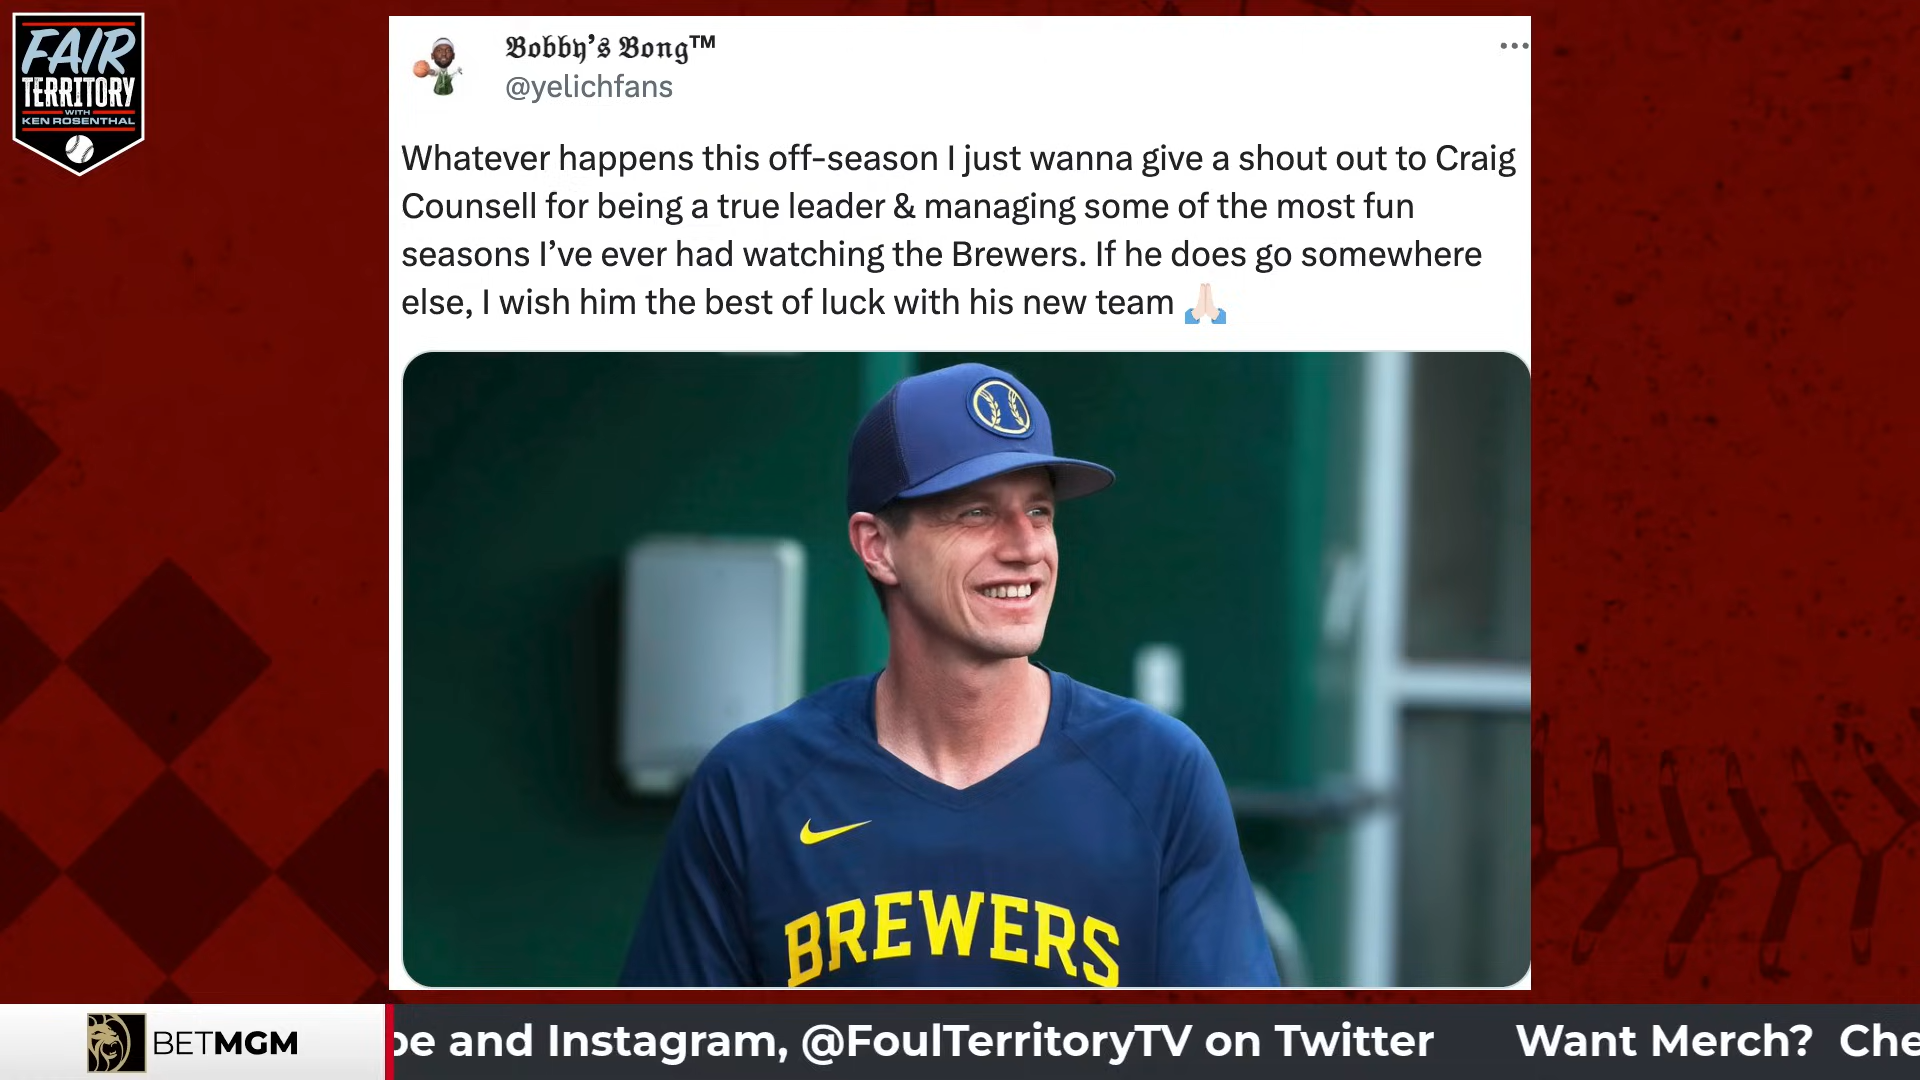 FAIR
TERRITORY
WITH
KEN ROSENTHAL
𝕭𝖔𝖇𝖇𝖞’𝖘 𝕭𝖔𝖓𝖌™
@yelichfans
Whatever happens this off-season I just wanna give a shout out to Craig
Counsell for being a true leader & managing some of the most fun
seasons I’ve ever had watching the Brewers. If he does go somewhere
else, I wish him the best of luck with his new team 🙏🏻
BREWERS
BETMGM
be and Instagram, @FoulTerritoryTV on Twitter Want Merch? Che